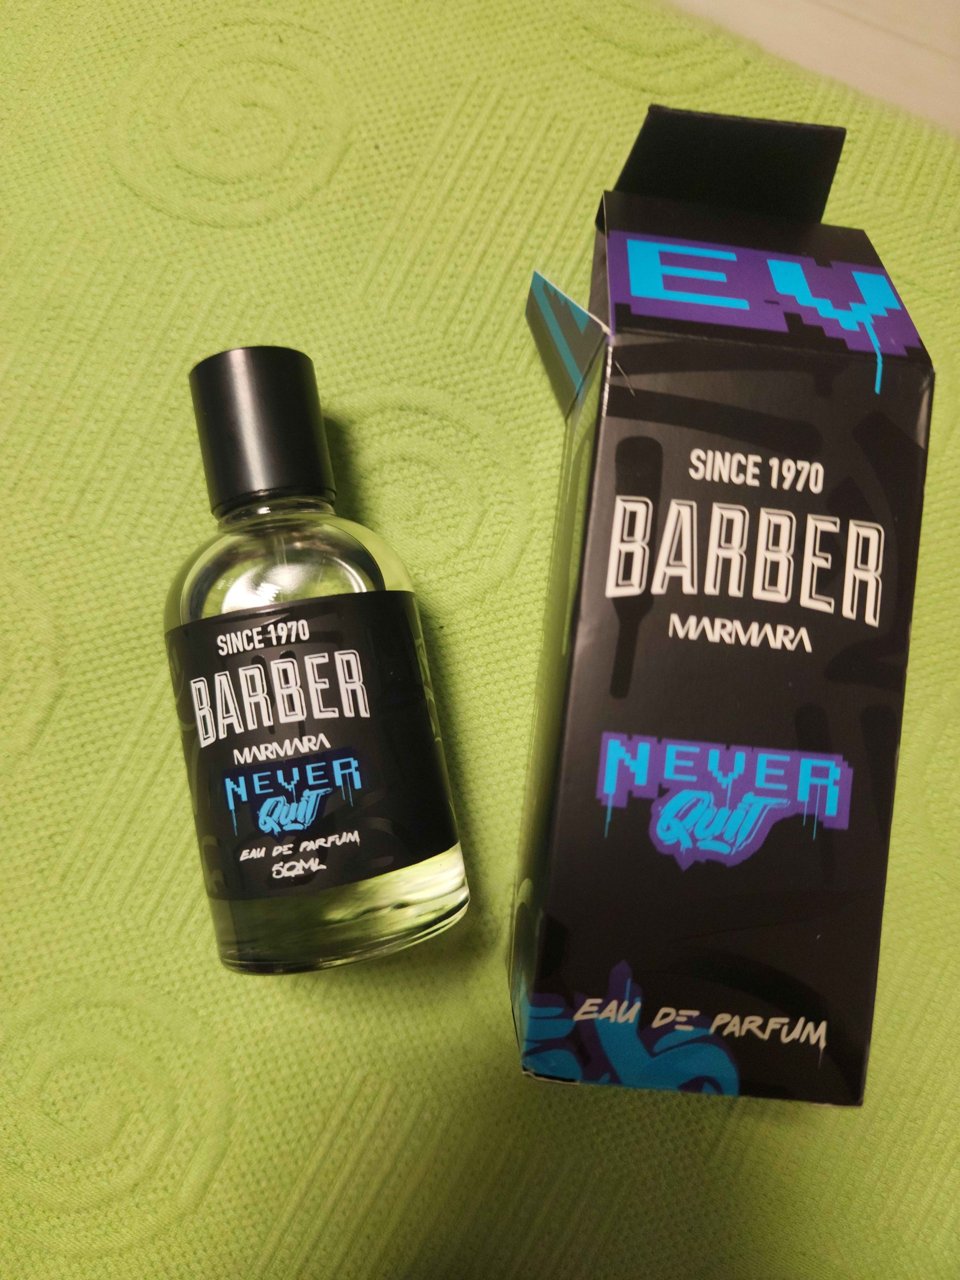 SINCE 1970
BARBER
MARMARA
NEVER
Quit
EAU DE PARFUM
50ML
EV
SINCE 1970
BARBER
MARMARA
NEVER
Quit
EAU DE PARFUM